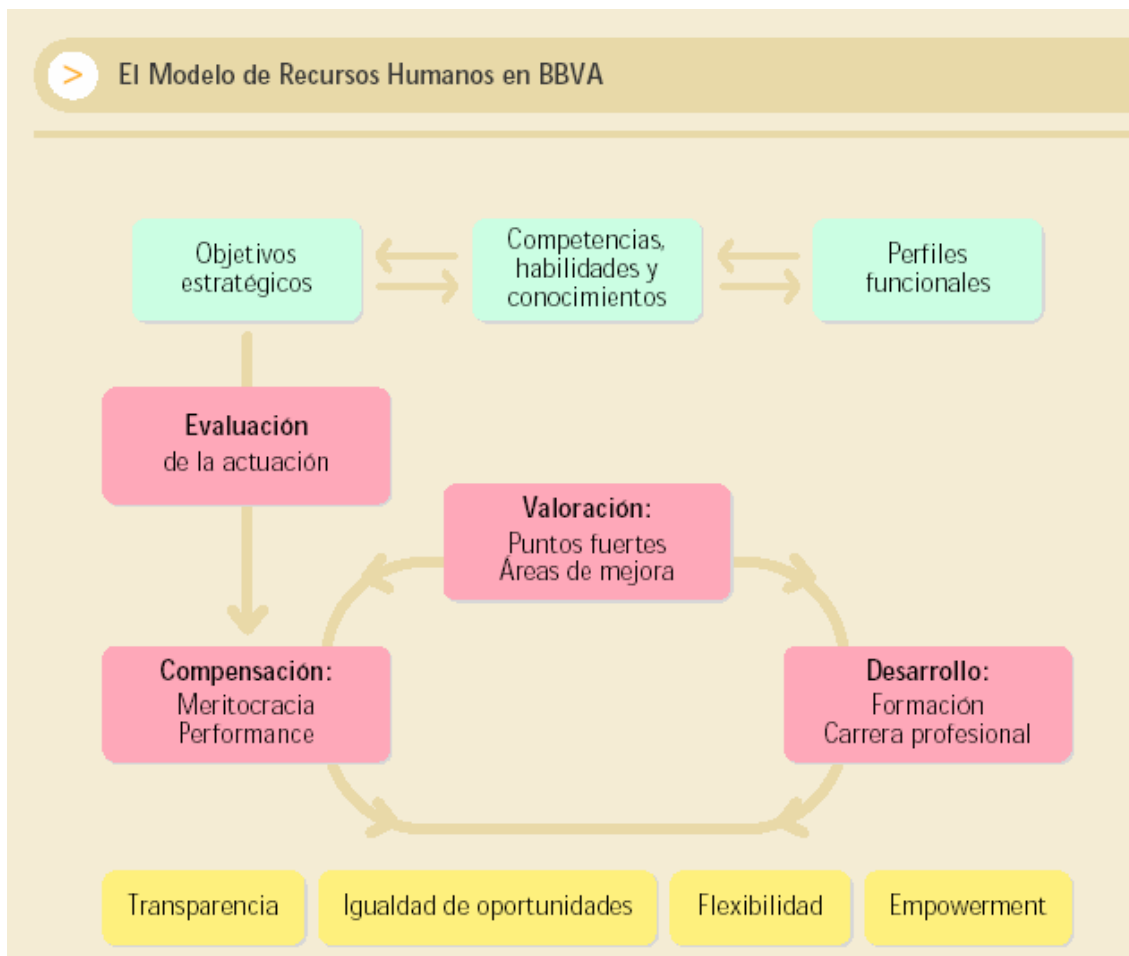 > El Modelo de Recursos Humanos en BBVA
Objetivos
estratégicos
Competencias,
habilidades y
conocimientos
Perfiles
funcionales
Evaluación
de la actuación
Valoración:
Puntos fuertes
Áreas de mejora
Compensación:
Meritocracia
Performance
Desarrollo:
Formación
Carrera profesional
Transparencia
Igualdad de oportunidades
Flexibilidad
Empowerment